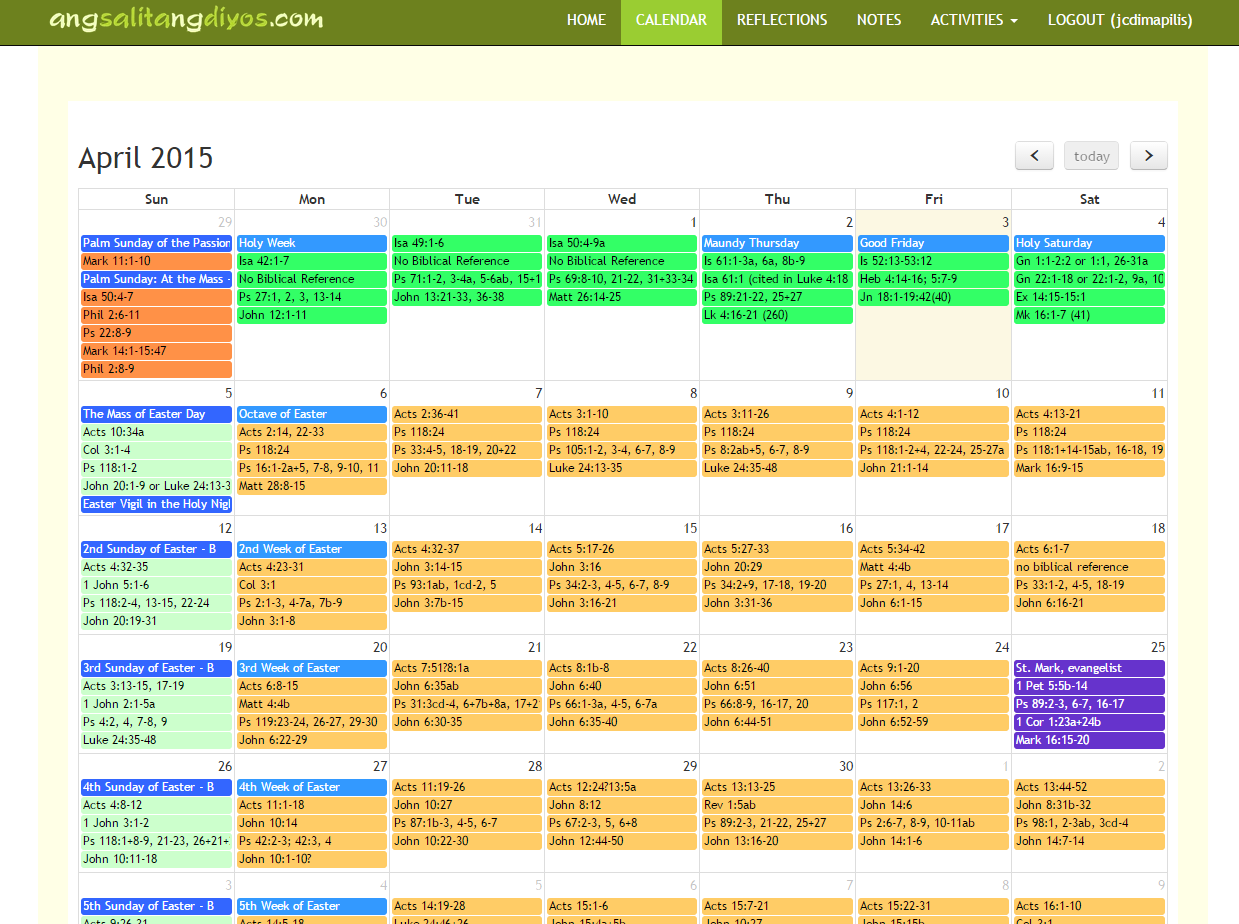 angsalitangdiyos.com HOME CALENDAR REFLECTIONS NOTES ACTIVITIES LOGOUT (jcdimapilis)
April 2015
today
Sun Mon Tue Wed Thu Fri Sat
29 30 31 1 2 3 4
Palm Sunday of the Passion Holy Week Isa 49:1-6 Isa 50:4-9a Maundy Thursday Good Friday Holy Saturday
Mark 11:1-10 Isa 42:1-7 No Biblical Reference No Biblical Reference Is 61:1-3a, 6a, 8b-9 Is 52:13-53:12 Gn 1:1-2:2 or 1:1, 26-31a
Palm Sunday: At the Mass - No Biblical Reference Ps 71:1-2, 3-4a, 5-6ab, 15+1 Ps 69:8-10, 21-22, 31+33-34 Isa 61:1 (cited in Luke 4:18 Heb 4:14-16; 5:7-9 Gn 22:1-18 or 22:1-2, 9a, 10
Isa 50:4-7 Ps 27:1, 2, 3, 13-14 John 13:21-33, 36-38 Matt 26:14-25 Ps 89:21-22, 25+27 Jn 18:1-19:42(40) Ex 14:15-15:1
Phil 2:6-11 John 12:1-11 Lk 4:16-21 (260) Mk 16:1-7 (41)
Ps 22:8-9
Mark 14:1-15:47
Phil 2:8-9
5 6 7 8 9 10 11
The Mass of Easter Day Octave of Easter Acts 2:36-41 Acts 3:1-10 Acts 3:11-26 Acts 4:1-12 Acts 4:13-21
Acts 10:34a Acts 2:14, 22-33 Ps 118:24 Ps 118:24 Ps 118:24 Ps 118:24 Ps 118:24
Col 3:1-4 Ps 118:24 Ps 33:4-5, 18-19, 20+22 Ps 105:1-2, 3-4, 6-7, 8-9 Ps 8:2ab+5, 6-7, 8-9 Ps 118:1-2+4, 22-24, 25-27a Ps 118:1+14-15ab, 16-18, 19
Ps 118:1-2 Ps 16:1-2a+5, 7-8, 9-10, 11 John 20:11-18 Luke 24:13-35 Luke 24:35-48 John 21:1-14 Mark 16:9-15
John 20:1-9 or Luke 24:13-3 Matt 28:8-15
Easter Vigil in the Holy Nigh
12 13 14 15 16 17 18
2nd Sunday of Easter - B 2nd Week of Easter Acts 4:32-37 Acts 5:17-26 Acts 5:27-33 Acts 5:34-42 Acts 6:1-7
Acts 4:32-35 Acts 4:23-31 John 3:14-15 John 3:16 John 20:29 Matt 4:4b no biblical reference
1 John 5:1-6 Col 3:1 Ps 93:1ab, 1cd-2, 5 Ps 34:2-3, 4-5, 6-7, 8-9 Ps 34:2+9, 17-18, 19-20 Ps 27:1, 4, 13-14 Ps 33:1-2, 4-5, 18-19
Ps 118:2-4, 13-15, 22-24 Ps 2:1-3, 4-7a, 7b-9 John 3:7b-15 John 3:16-21 John 3:31-36 John 6:1-15 John 6:16-21
John 20:19-31 John 3:1-8
19 20 21 22 23 24 25
3rd Sunday of Easter - B 3rd Week of Easter Acts 7:51?8:1a Acts 8:1b-8 Acts 8:26-40 Acts 9:1-20 St. Mark, evangelist
Acts 3:13-15, 17-19 Acts 6:8-15 John 6:35ab John 6:40 John 6:51 John 6:56 1 Pet 5:5b-14
1 John 2:1-5a Matt 4:4b Ps 31:3cd-4, 6+7b+8a, 17+2 Ps 66:1-3a, 4-5, 6-7a Ps 66:8-9, 16-17, 20 Ps 117:1, 2 Ps 89:2-3, 6-7, 16-17
Ps 4:2, 4, 7-8, 9 Ps 119:23-24, 26-27, 29-30 John 6:30-35 John 6:35-40 John 6:44-51 John 6:52-59 1 Cor 1:23a+24b
Luke 24:35-48 John 6:22-29 Mark 16:15-20
26 27 28 29 30 1 2
4th Sunday of Easter - B 4th Week of Easter Acts 11:19-26 Acts 12:24?13:5a Acts 13:13-25 Acts 13:26-33 Acts 13:44-52
Acts 4:8-12 Acts 11:1-18 John 10:27 John 8:12 Rev 1:5ab John 14:6 John 8:31b-32
1 John 3:1-2 John 10:14 Ps 87:1b-3, 4-5, 6-7 Ps 67:2-3, 5, 6+8 Ps 89:2-3, 21-22, 25+27 Ps 2:6-7, 8-9, 10-11ab Ps 98:1, 2-3ab, 3cd-4
Ps 118:1+8-9, 21-23, 26+21+ Ps 42:2-3; 42:3, 4 John 10:22-30 John 12:44-50 John 13:16-20 John 14:1-6 John 14:7-14
John 10:11-18 John 10:1-10?
3 4 5 6 7 8 9
5th Sunday of Easter - B 5th Week of Easter Acts 14:19-28 Acts 15:1-6 Acts 15:7-21 Acts 15:22-31 Acts 16:1-10
Acts 9:26-31 Acts 14:5-18 John 10:27 John 15:15b Col 3:1